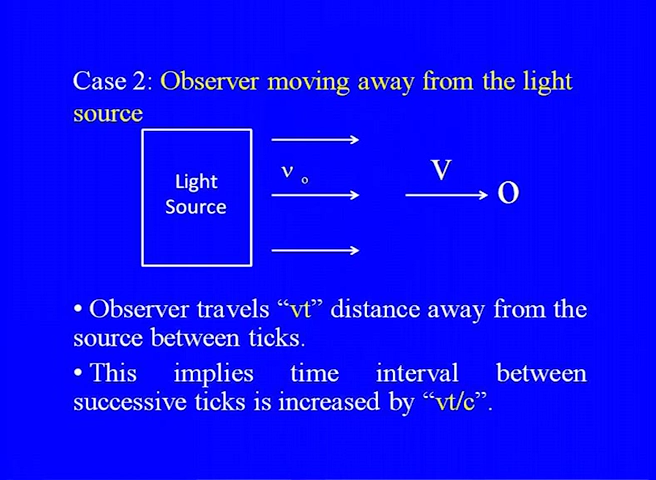 Case 2: Observer moving away from the light
source
Light
Source
ν o
V
O
• Observer travels “vt” distance away from the
source between ticks.
• This implies time interval between
successive ticks is increased by “vt/c”.